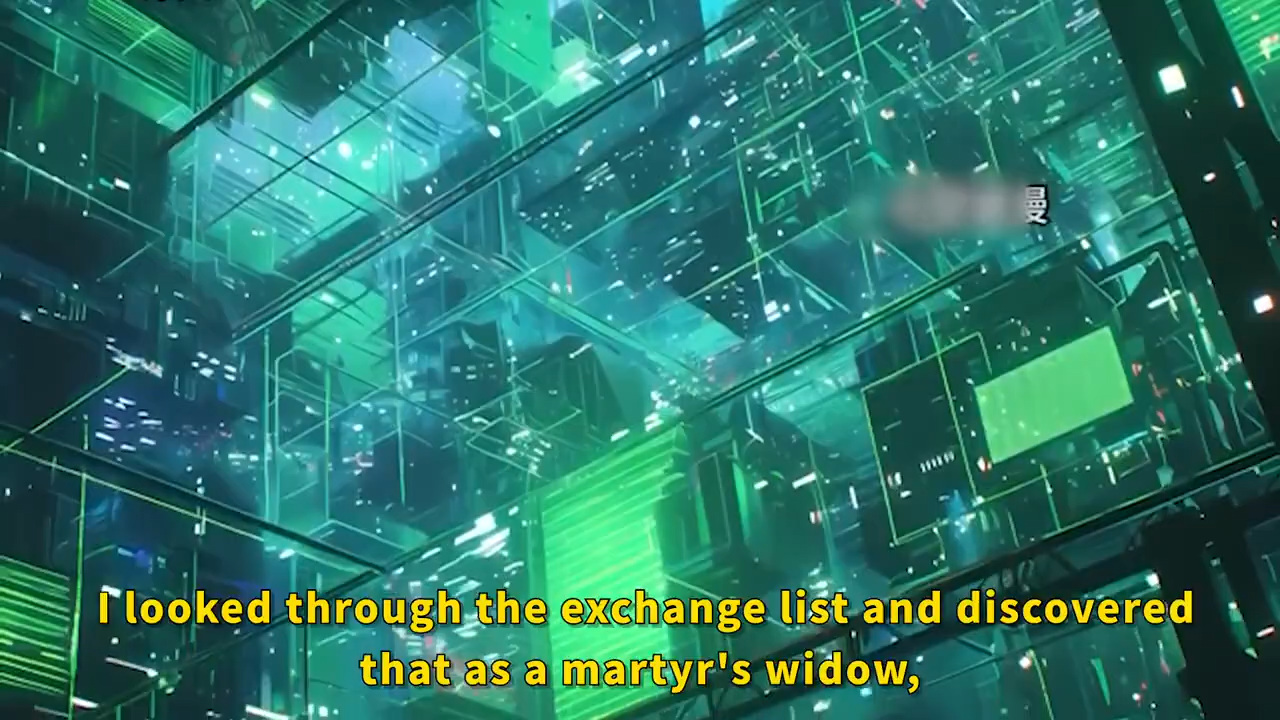 I looked through the exchange list and discovered
that as a martyr's widow,